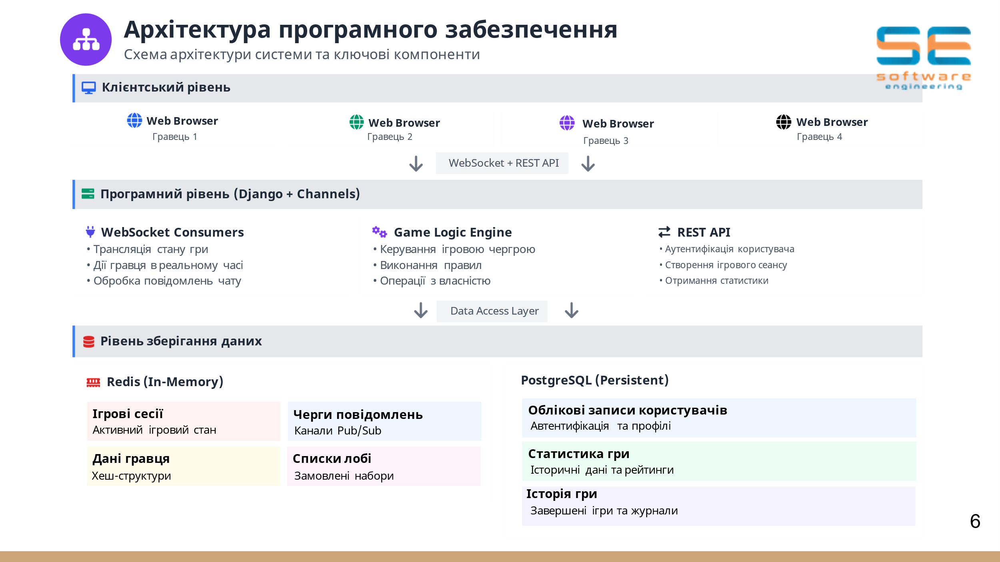 Архітектура програмного забезпечення
Схема архітектури системи та ключові компоненти
SE
software
engineering
Клієнтський рівень
Web Browser
Гравець 1
Web Browser
Гравець 2
Web Browser
Гравець 3
Web Browser
Гравець 4
WebSocket + REST API
Програмний рівень (Django + Channels)
WebSocket Consumers
• Трансляція стану гри
• Дії гравця в реальному часі
• Обробка повідомлень чату
Game Logic Engine
• Керування ігровою чергрою
• Виконання правил
• Операції з власністю
REST API
• Аутентифікація користувача
• Створення ігрового сеансу
• Отримання статистики
Data Access Layer
Рівень зберігання даних
Redis (In-Memory)
Ігрові сесії
Активний ігровий стан
Черги повідомлень
Канали Pub/Sub
Дані гравця
Хеш-структури
Списки лобі
Замовлені набори
PostgreSQL (Persistent)
Облікові записи користувачів
Автентифікація та профілі
Статистика гри
Історичні дані та рейтинги
Історія гри
Завершені ігри та журнали
6